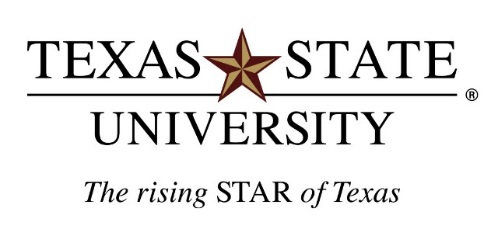 TEXAS STATE
®
UNIVERSITY
The rising STAR of Texas